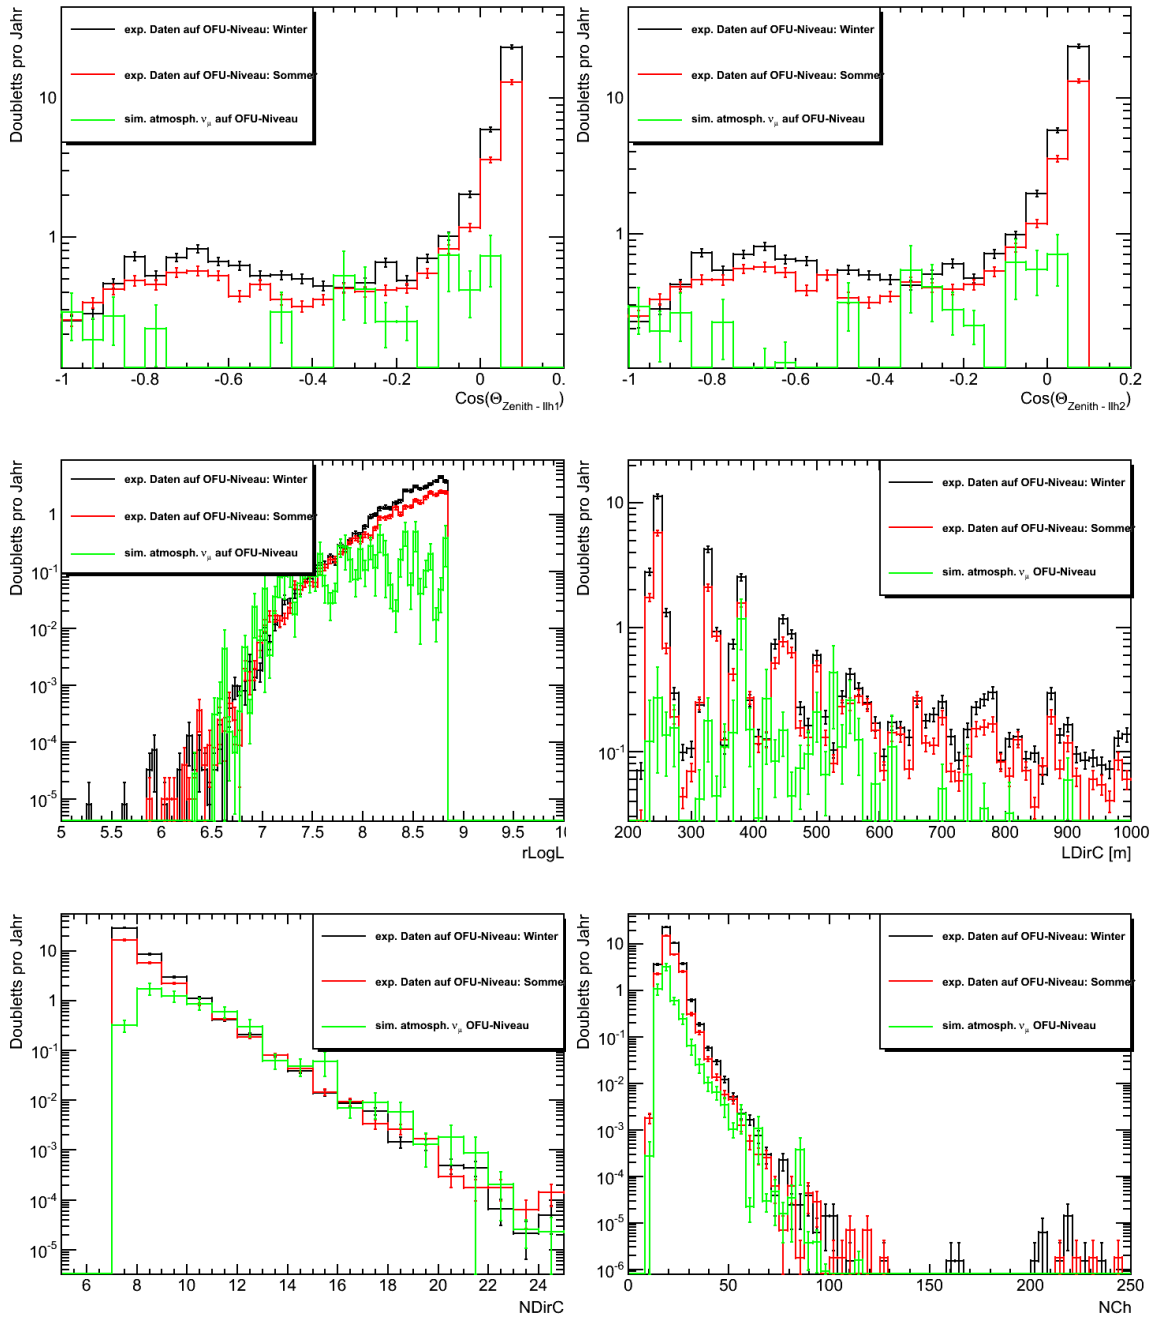 Doubletts pro Jahr
exp. Daten auf OFU-Niveau: Winter
exp. Daten auf OFU-Niveau: Sommer
sim. atmosph. νμ auf OFU-Niveau
10
1
-1 -0.8 -0.6 -0.4 -0.2 0 0.
Cos(ΘZenith - llh1)
Doubletts pro Jahr
exp. Daten auf OFU-Niveau: Winter
exp. Daten auf OFU-Niveau: Sommer
sim. atmosph. νμ auf OFU-Niveau
10
1
-1 -0.8 -0.6 -0.4 -0.2 0 0.2
Cos(ΘZenith - llh2)
Doubletts pro Jahr
exp. Daten auf OFU-Niveau: Winter
exp. Daten auf OFU-Niveau: Sommer
sim. atmosph. νμ auf OFU-Niveau
1
10-1
10-2
10-3
10-4
10-5
5 5.5 6 6.5 7 7.5 8 8.5 9 9.5 10
rLogL
Doubletts pro Jahr
exp. Daten auf OFU-Niveau: Winter
exp. Daten auf OFU-Niveau: Sommer
sim. atmosph. νμ OFU-Niveau
10
1
10-1
200 300 400 500 600 700 800 900 1000
LDirC [m]
Doubletts pro Jahr
exp. Daten auf OFU-Niveau: Winter
exp. Daten auf OFU-Niveau: Somme
sim. atmosph. νμ OFU-Niveau
10
1
10-1
10-2
10-3
10-4
10-5
6 8 10 12 14 16 18 20 22 24
NDirC
Doubletts pro Jahr
exp. Daten auf OFU-Niveau: Winter
exp. Daten auf OFU-Niveau: Sommer
sim. atmosph. νμ OFU-Niveau
10
1
10-1
10-2
10-3
10-4
10-5
10-6
0 50 100 150 200 250
NCh